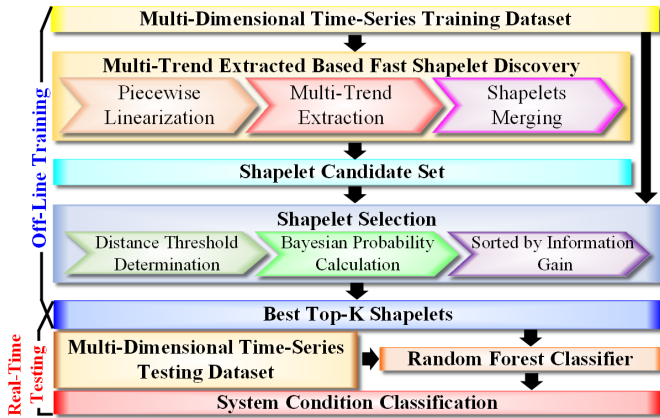 Multi-Dimensional Time-Series Training Dataset
Multi-Trend Extracted Based Fast Shapelet Discovery
Piecewise
Linearization
Multi-Trend
Extraction
Shapelets
Merging
Shapelet Candidate Set
Shapelet Selection
Distance Threshold
Determination
Bayesian Probability
Calculation
Sorted by Information
Gain
Best Top-K Shapelets
Off-Line Training
Multi-Dimensional Time-Series
Testing Dataset
Random Forest Classifier
System Condition Classification
Real-Time
Testing